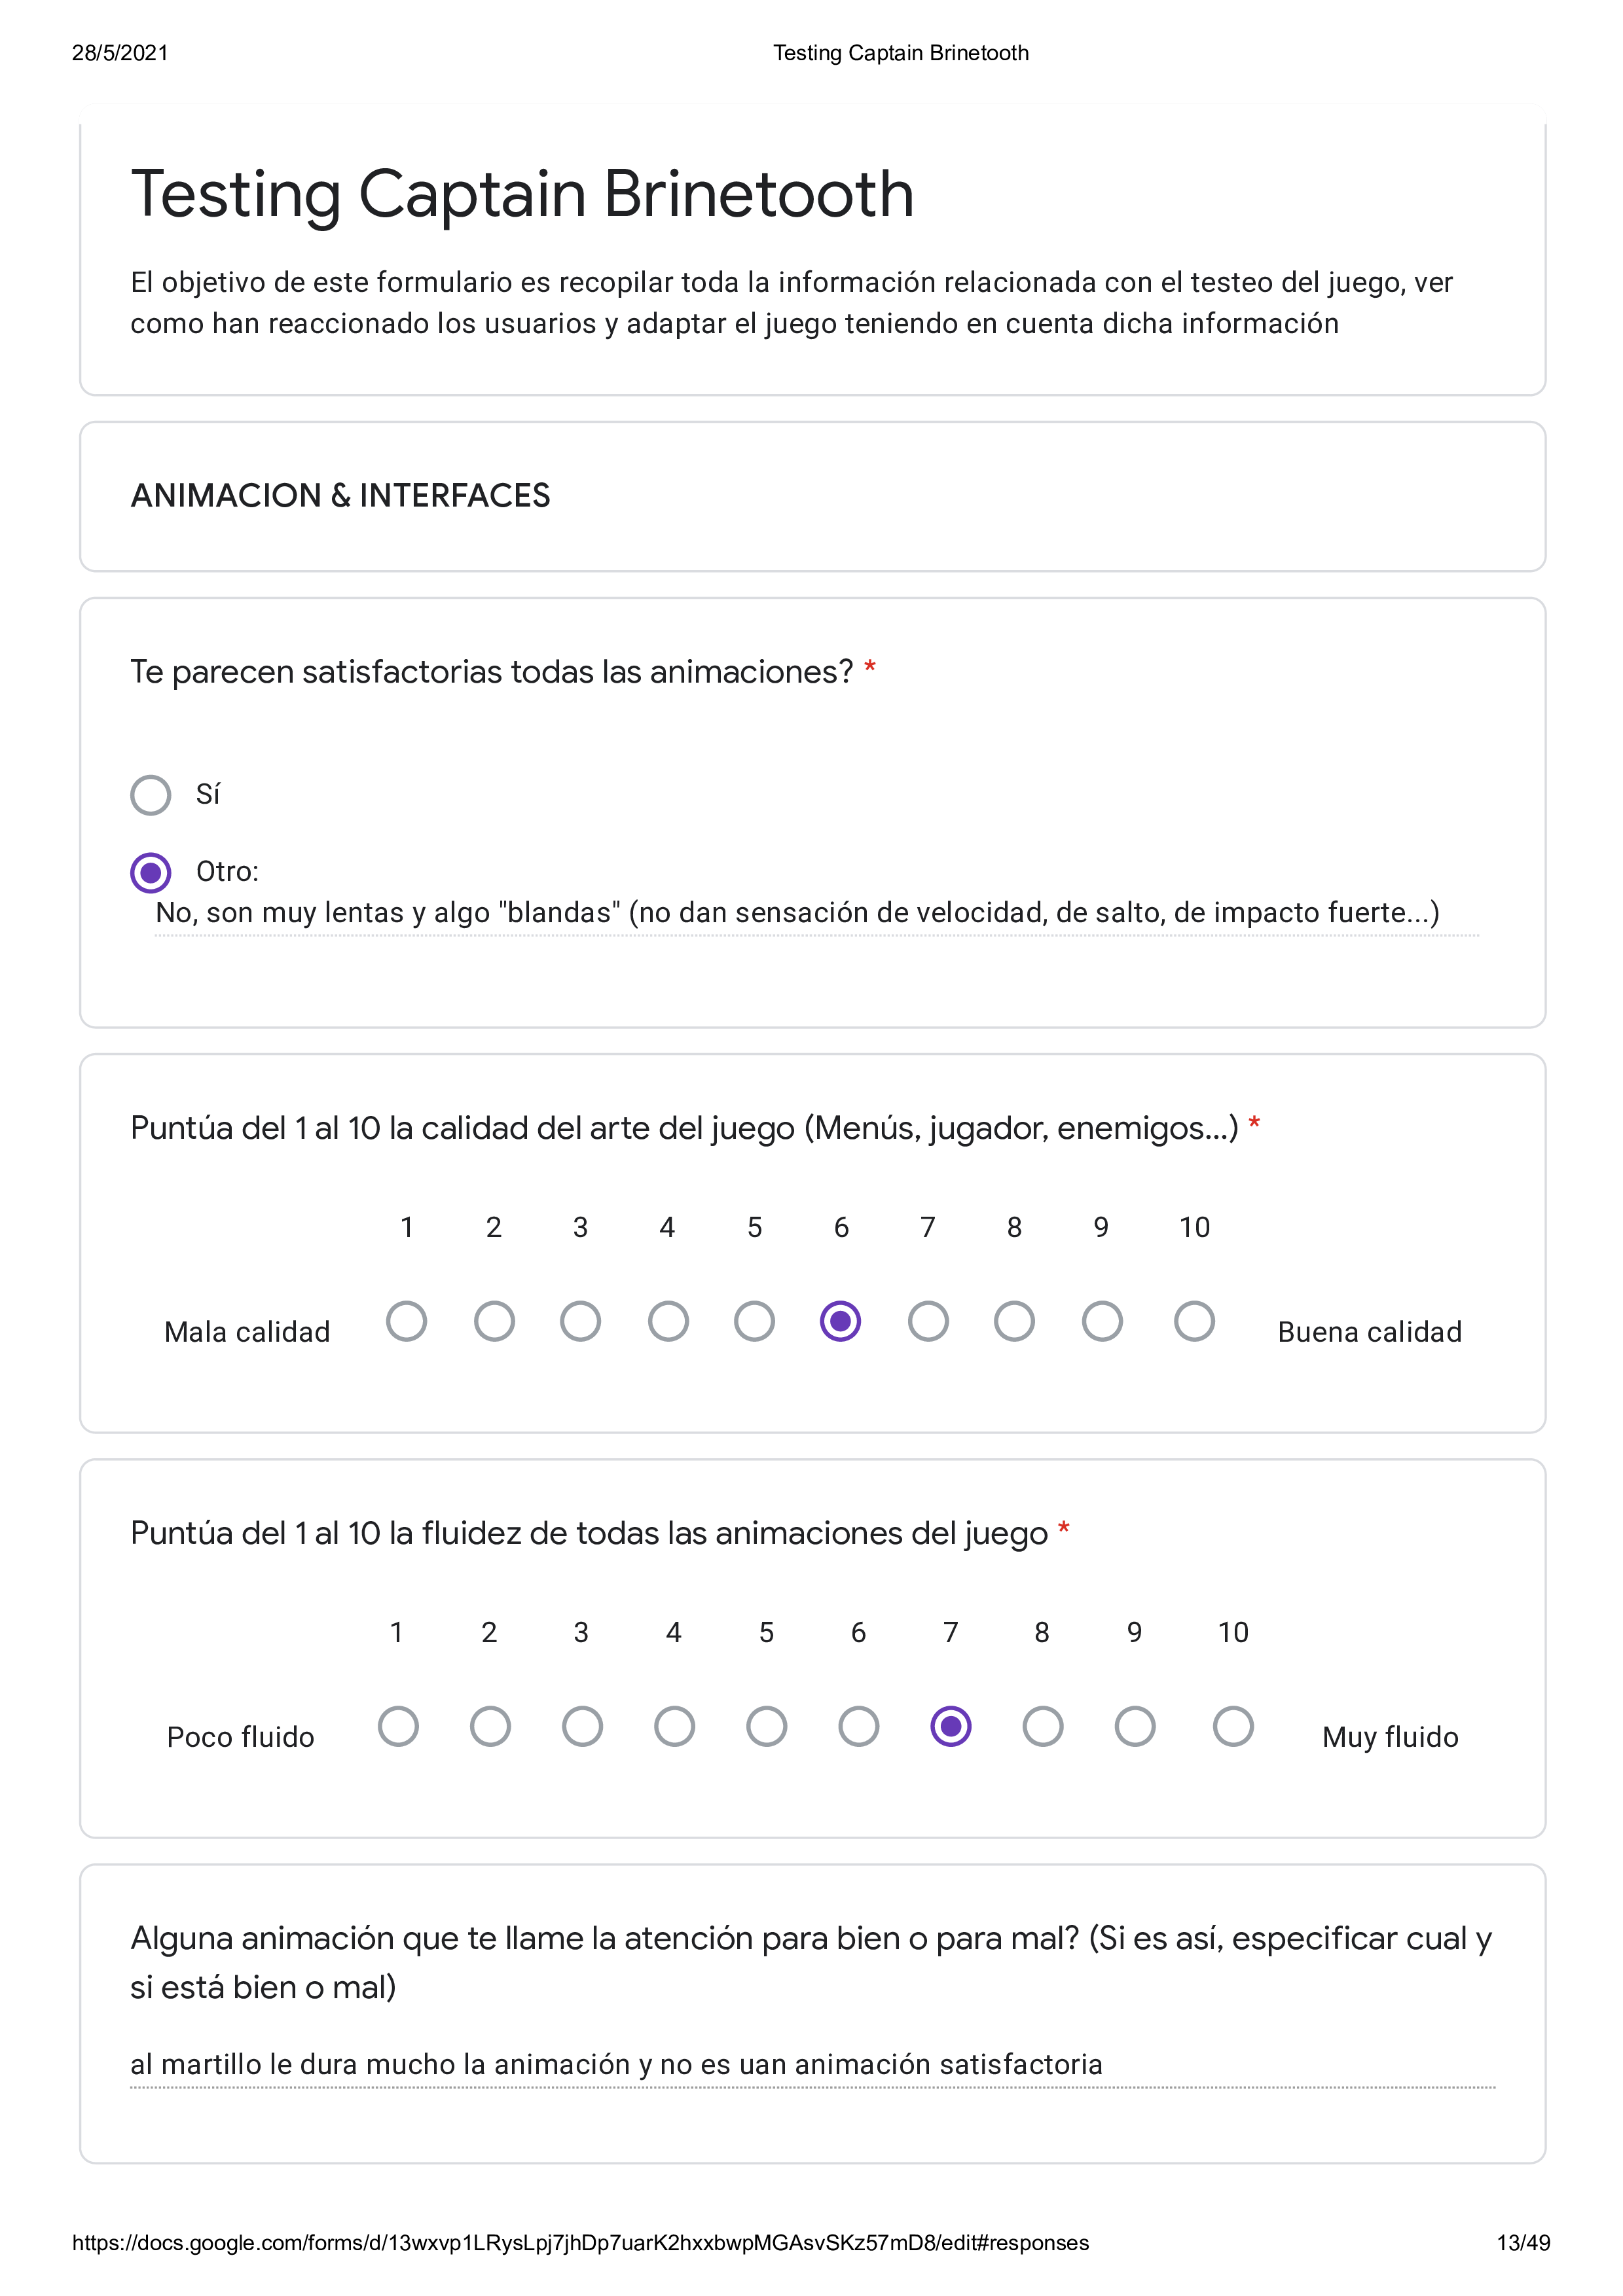 28/5/2021 Testing Captain Brinetooth
Testing Captain Brinetooth
El objetivo de este formulario es recopilar toda la información relacionada con el testeo del juego, ver
como han reaccionado los usuarios y adaptar el juego teniendo en cuenta dicha información
ANIMACION & INTERFACES
Te parecen satisfactorias todas las animaciones? *
Sí
Otro:
No, son muy lentas y algo "blandas" (no dan sensación de velocidad, de salto, de impacto fuerte...)
Puntúa del 1 al 10 la calidad del arte del juego (Menús, jugador, enemigos...) *
1 2 3 4 5 6 7 8 9 10
Mala calidad Buena calidad
Puntúa del 1 al 10 la fluidez de todas las animaciones del juego *
1 2 3 4 5 6 7 8 9 10
Poco fluido Muy fluido
Alguna animación que te llame la atención para bien o para mal? (Si es así, especificar cual y
si está bien o mal)
al martillo le dura mucho la animación y no es uan animación satisfactoria
https://docs.google.com/forms/d/13wxvp1LRysLpj7jhDp7uarK2hxxbwpMGAsvSKz57mD8/edit#responses 13/49